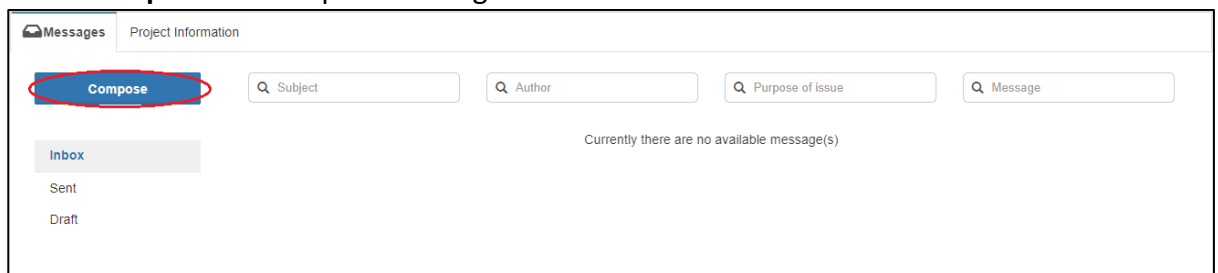 Messages Project Information
Compose Subject Author Purpose of issue Message
Currently there are no available message(s)
Inbox
Sent
Draft